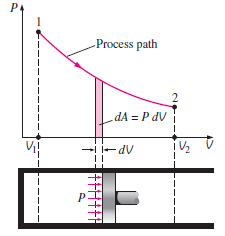 P
1
Process path
2
dA = P dV
V₁
dV
V₂
V
P